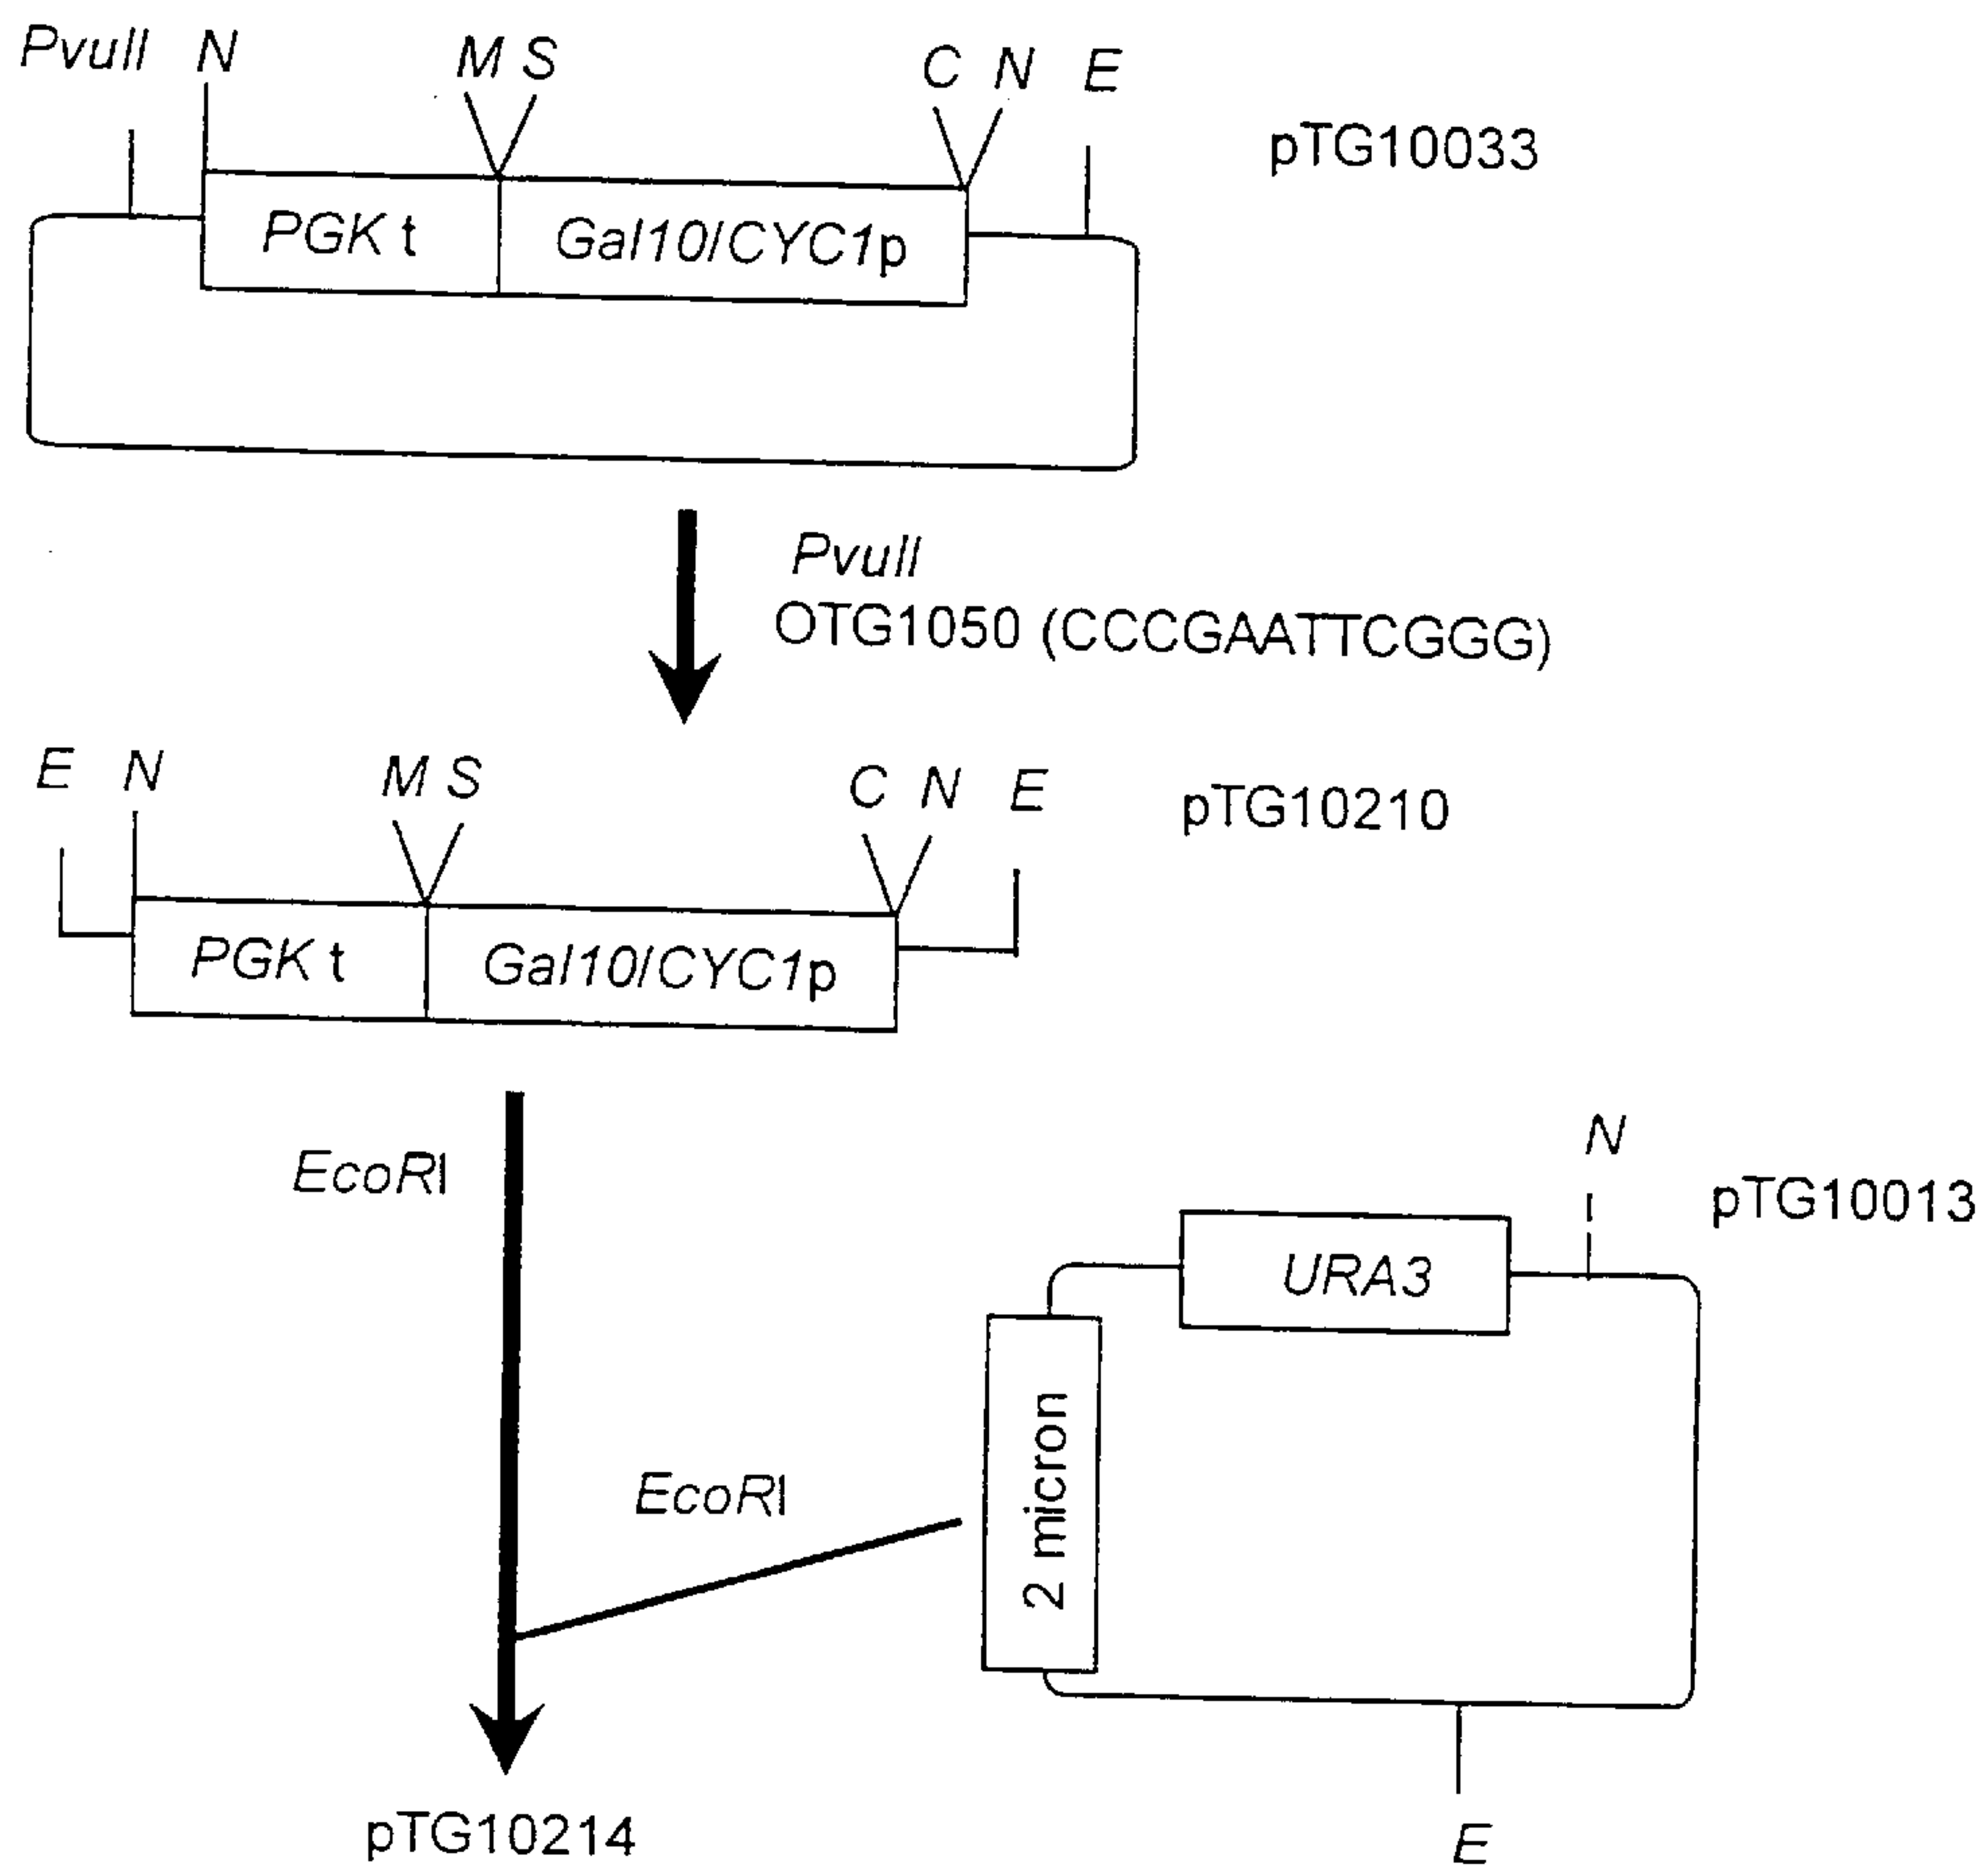 PvuII N M S C N E
pTG10033
PGK t Gal10/CYC1p
PvuII
OTG1050 (CCCGAATTCGGG)
E N M S C N E
pTG10210
PGK t Gal10/CYC1p
N
EcoRI
pTG10013
URA3
2 micron
EcoRI
pTG10214
E